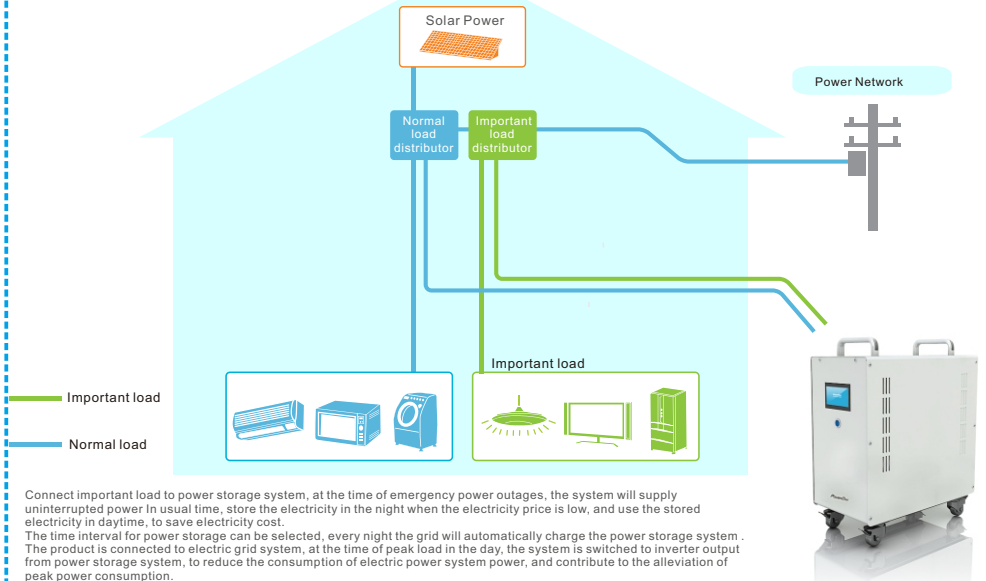 Solar Power
Power Network
Normal
load
distributor
Important
load
distributor
Important load
Important load
Normal load
Connect important load to power storage system, at the time of emergency power outages, the system will supply
uninterrupted power In usual time, store the electricity in the night when the electricity price is low, and use the stored
electricity in daytime, to save electricity cost.
The time interval for power storage can be selected, every night the grid will automatically charge the power storage system .
The product is connected to electric grid system, at the time of peak load in the day, the system is switched to inverter output
from power storage system, to reduce the consumption of electric power system power, and contribute to the alleviation of
peak power consumption.